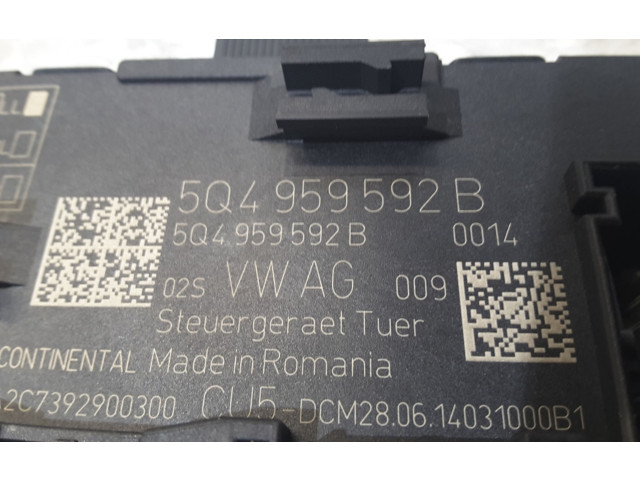 5Q4 959 592 B
5Q4 959 592 B 0014
02S VW AG 009
Steuergeraet Tuer
CONTINENTAL Made in Romania
A2C7392900300 CU5-DCM28.06.14031000B1